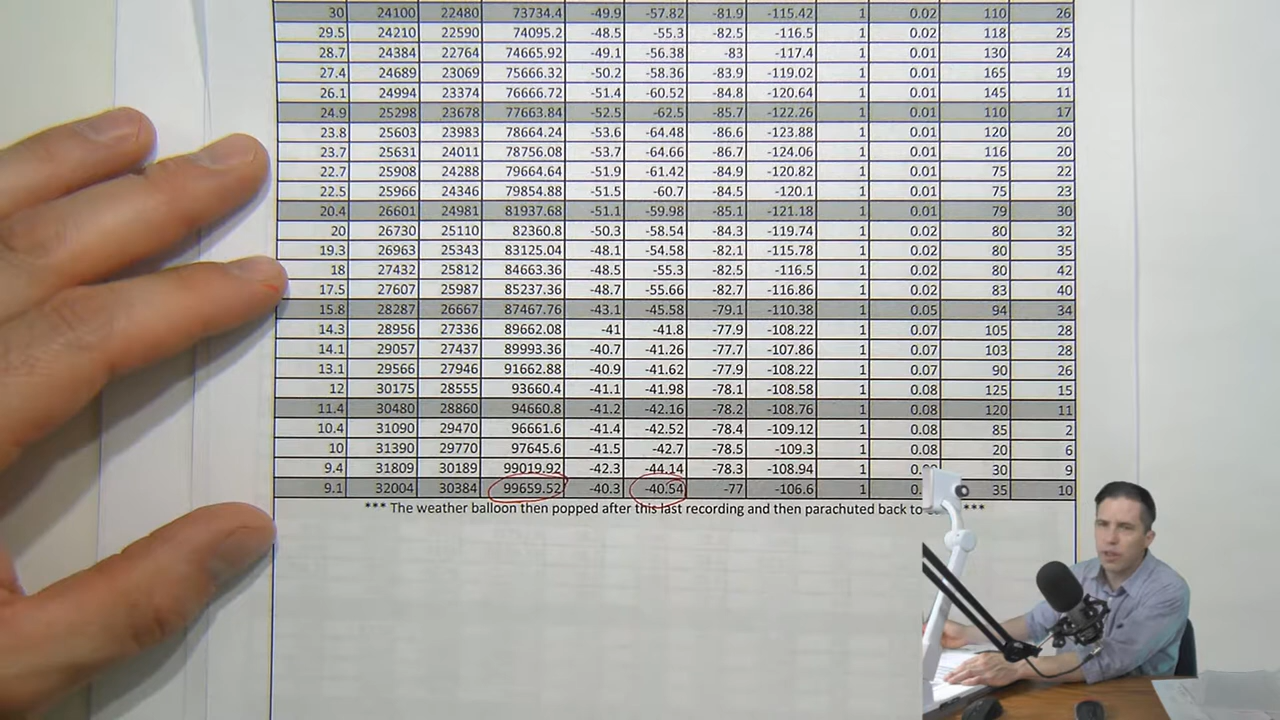 30 24100 22480 73734.4 -49.9 -57.82 -81.9 -115.42 1 0.02 110 26
29.5 24210 22590 74095.2 -48.5 -55.3 -82.5 -116.5 1 0.02 118 25
28.7 24384 22764 74665.92 -49.1 -56.38 -83 -117.4 1 0.01 130 24
27.4 24689 23069 75666.32 -50.2 -58.36 -83.9 -119.02 1 0.01 165 19
26.1 24994 23374 76666.72 -51.4 -60.52 -84.8 -120.64 1 0.01 145 11
24.9 25298 23678 77663.84 -52.5 -62.5 -85.7 -122.26 1 0.01 110 17
23.8 25603 23983 78664.24 -53.6 -64.48 -86.6 -123.88 1 0.01 120 20
23.7 25631 24011 78756.08 -53.7 -64.66 -86.7 -124.06 1 0.01 116 20
22.7 25908 24288 79664.64 -51.9 -61.42 -84.9 -120.82 1 0.01 75 22
22.5 25966 24346 79854.88 -51.5 -60.7 -84.5 -120.1 1 0.01 75 23
20.4 26601 24981 81937.68 -51.1 -59.98 -85.1 -121.18 1 0.01 79 30
20 26730 25110 82360.8 -50.3 -58.54 -84.3 -119.74 1 0.02 80 32
19.3 26963 25343 83125.04 -48.1 -54.58 -82.1 -115.78 1 0.02 80 35
18 27432 25812 84663.36 -48.5 -55.3 -82.5 -116.5 1 0.02 80 42
17.5 27607 25987 85237.36 -48.7 -55.66 -82.7 -116.86 1 0.02 83 40
15.8 28287 26667 87467.76 -43.1 -45.58 -79.1 -110.38 1 0.05 94 34
14.3 28956 27336 89662.08 -41 -41.8 -77.9 -108.22 1 0.07 105 28
14.1 29057 27437 89993.36 -40.7 -41.26 -77.7 -107.86 1 0.07 103 28
13.1 29566 27946 91662.88 -40.9 -41.62 -77.9 -108.22 1 0.07 90 26
12 30175 28555 93660.4 -41.1 -41.98 -78.1 -108.58 1 0.08 125 15
11.4 30480 28860 94660.8 -41.2 -42.16 -78.2 -108.76 1 0.08 120 11
10.4 31090 29470 96661.6 -41.4 -42.52 -78.4 -109.12 1 0.08 85 2
10 31390 29770 97645.6 -41.5 -42.7 -78.5 -109.3 1 0.08 20 6
9.4 31809 30189 99019.92 -42.3 -44.14 -78.3 -108.94 1 30 9
9.1 32004 30384 99659.52 -40.3 -40.54 -77 -106.6 1 35 10
*** The weather balloon then popped after this last recording and then parachuted back to ***